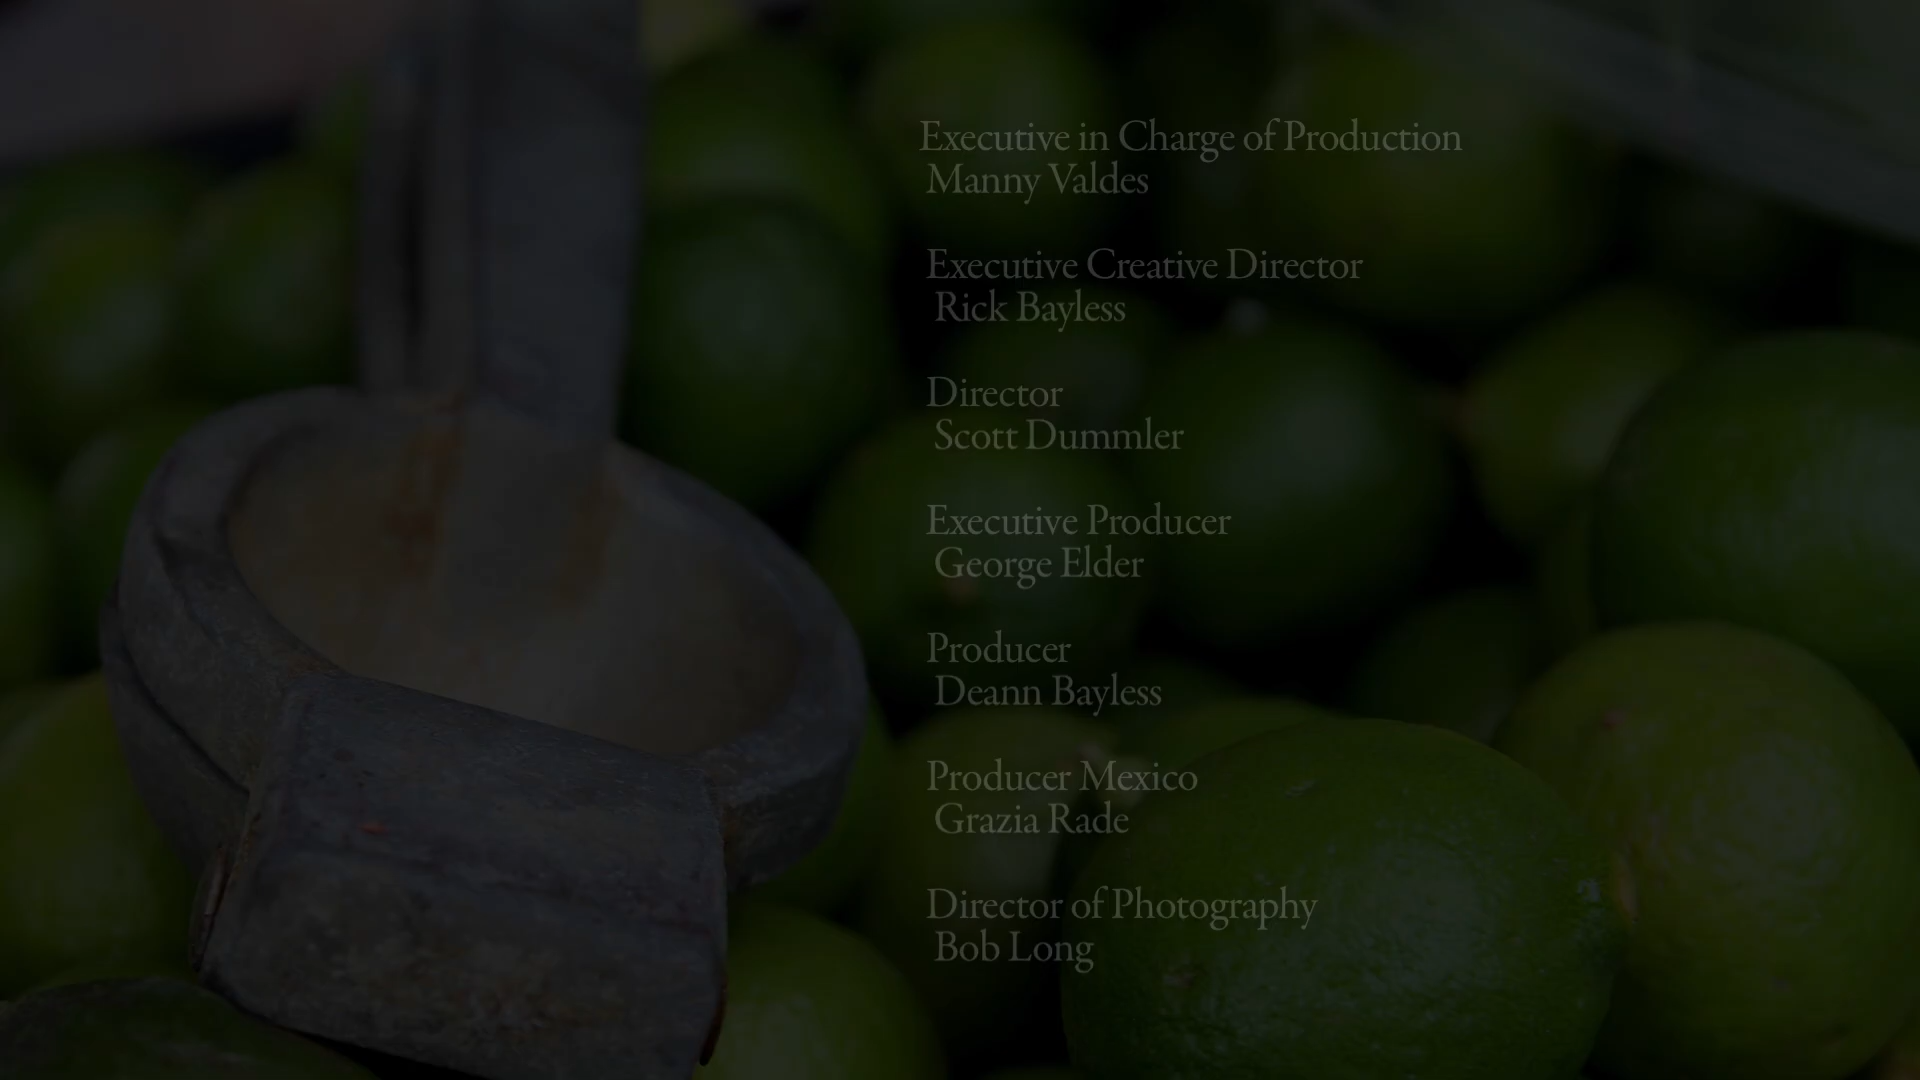 Executive in Charge of Production
Manny Valdes
Executive Creative Director
Rick Bayless
Director
Scott Dummler
Executive Producer
George Elder
Producer
Deann Bayless
Producer Mexico
Grazia Rade
Director of Photography
Bob Long